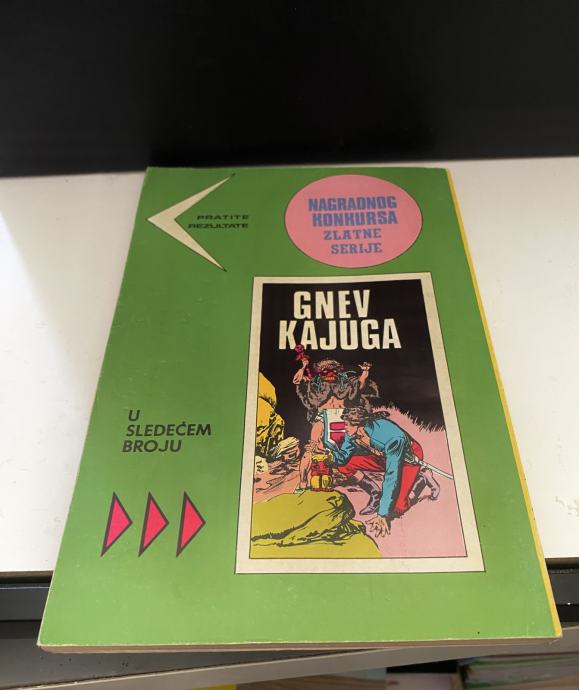 PRATITE
REZULTATE
NAGRADNOG
KONKURSA
ZLATNE
SERIJE
GNEV
KAJUGA
U
SLEDEĆEM
BROJU